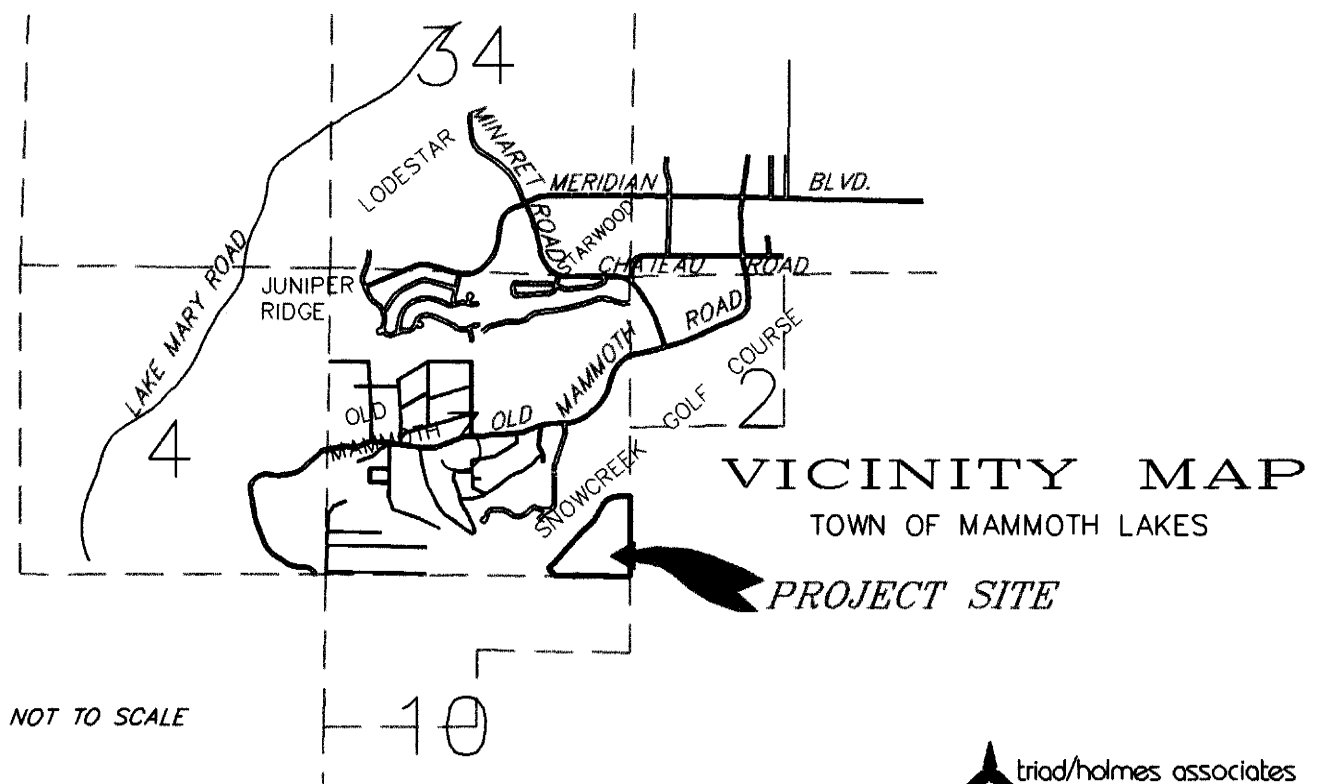 34
MINARET ROAD
LODESTAR
MERIDIAN BLVD.
STARWOOD
CHATEAU ROAD
LAKE MARY ROAD
JUNIPER
RIDGE
OLD MAMMOTH ROAD
GOLF COURSE
2
OLD
MAMMOTH
4
SNOWCREEK
VICINITY MAP
TOWN OF MAMMOTH LAKES
PROJECT SITE
NOT TO SCALE
10
triad/holmes associates